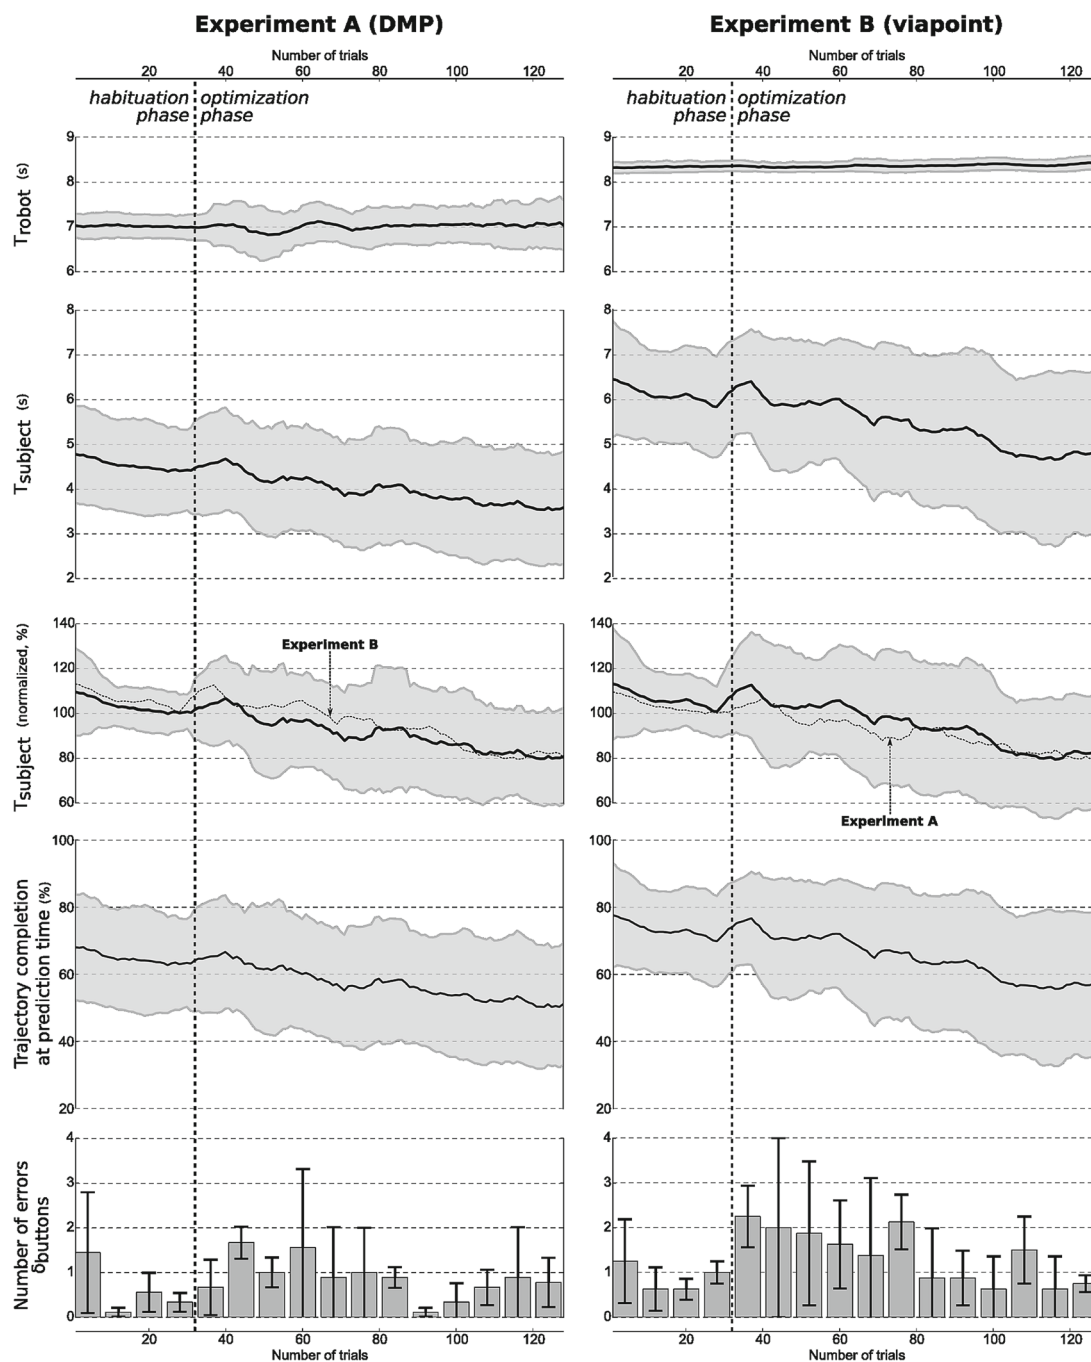 Experiment A (DMP)
Experiment B (viapoint)
Number of trials
Number of trials
20 40 60 80 100 120
20 40 60 80 100 120
habituation optimization
phase phase
habituation optimization
phase phase
Trobot (s)
9
8
7
6
9
8
7
6
Tsubject (s)
8
7
6
5
4
3
2
8
7
6
5
4
3
2
Tsubject (normalized, %)
140
120
100
80
60
Experiment B
140
120
100
80
60
Experiment A
Trajectory completion
at prediction time (%)
100
80
60
40
20
100
80
60
40
20
Number of errors
δbuttons
4
3
2
1
0
4
3
2
1
0
20 40 60 80 100 120
20 40 60 80 100 120
Number of trials
Number of trials